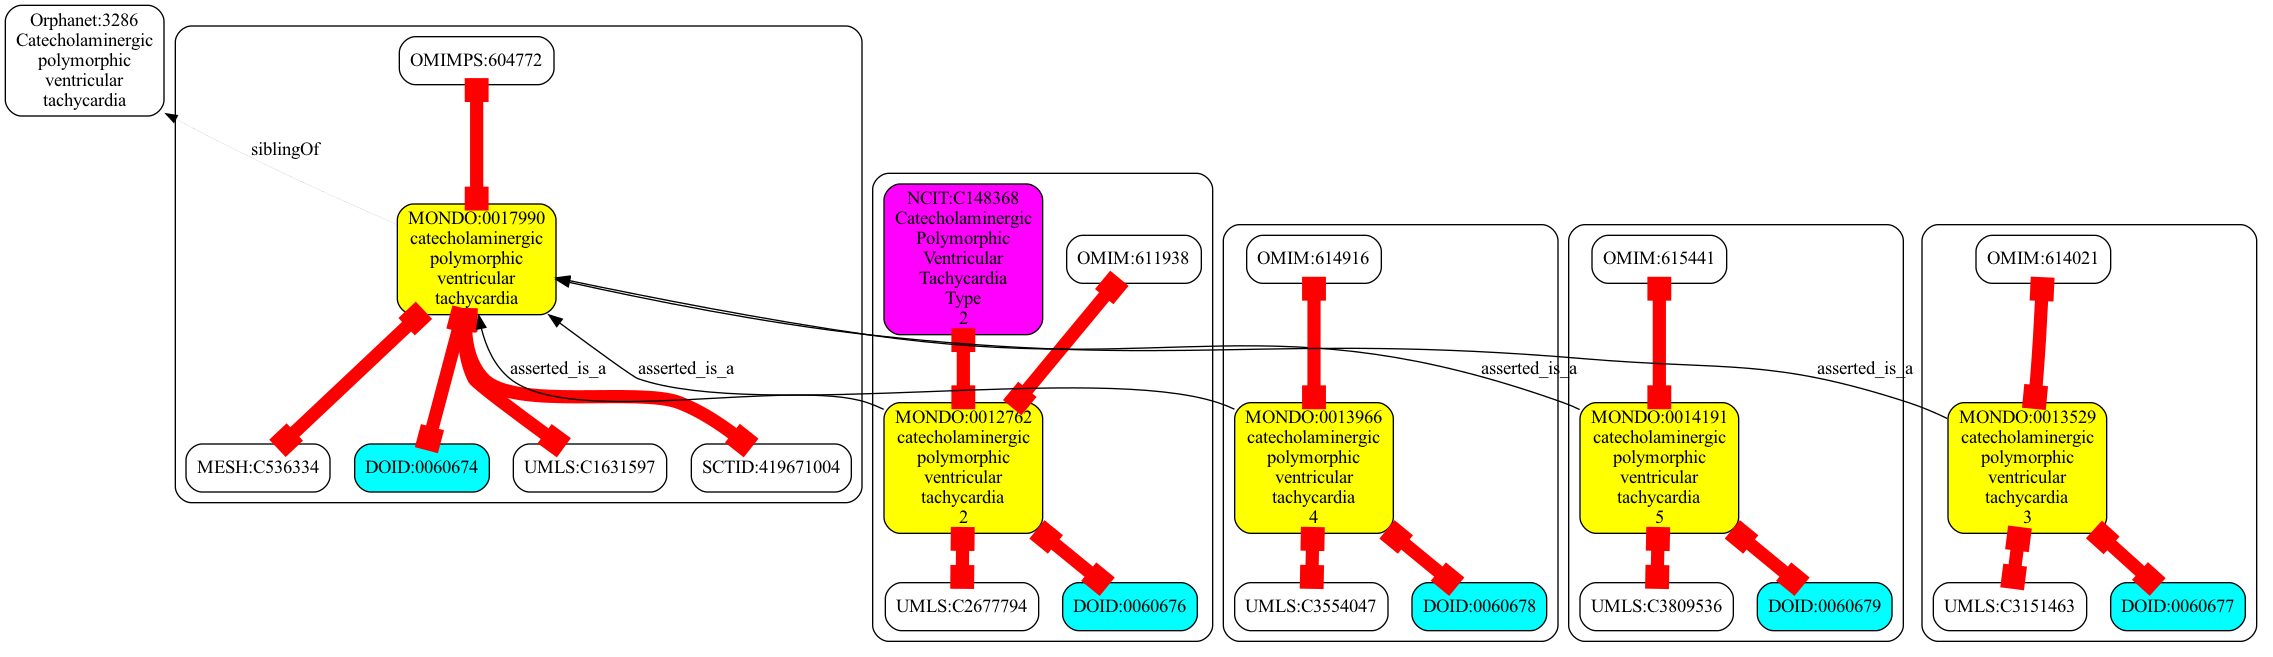 Orphanet:3286
Catecholaminergic
polymorphic
ventricular
tachycardia
siblingOf
OMIMPS:604772
MONDO:0017990
catecholaminergic
polymorphic
ventricular
tachycardia
MESH:C536334
DOID:0060674
UMLS:C1631597
SCTID:419671004
asserted_is_a
asserted_is_a
NCIT:C148368
Catecholaminergic
Polymorphic
Ventricular
Tachycardia
Type
2
OMIM:611938
MONDO:0012762
catecholaminergic
polymorphic
ventricular
tachycardia
2
UMLS:C2677794
DOID:0060676
OMIM:614916
MONDO:0013966
catecholaminergic
polymorphic
ventricular
tachycardia
4
UMLS:C3554047
DOID:0060678
asserted_is_a
OMIM:615441
MONDO:0014191
catecholaminergic
polymorphic
ventricular
tachycardia
5
UMLS:C3809536
DOID:0060679
asserted_is_a
OMIM:614021
MONDO:0013529
catecholaminergic
polymorphic
ventricular
tachycardia
3
UMLS:C3151463
DOID:0060677